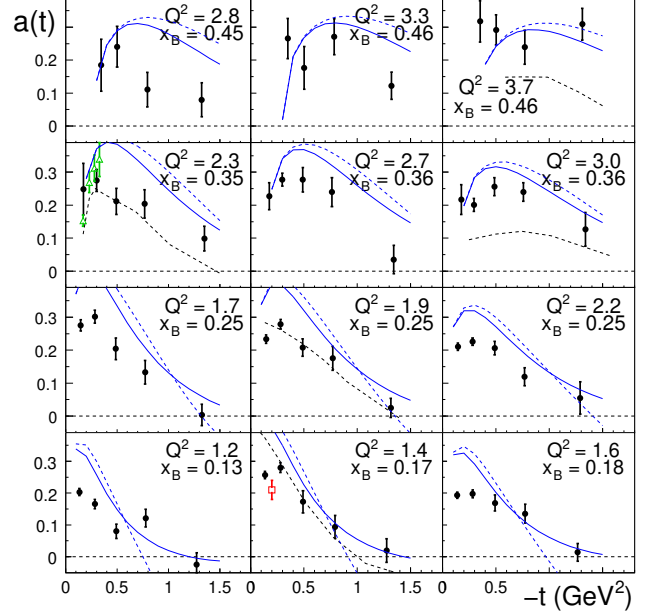 a(t)
Q² = 2.8
x_B = 0.45
Q² = 3.3
x_B = 0.46
Q² = 3.7
x_B = 0.46
0.3
0.2
0.1
0
Q² = 2.3
x_B = 0.35
Q² = 2.7
x_B = 0.36
Q² = 3.0
x_B = 0.36
0.3
0.2
0.1
0
Q² = 1.7
x_B = 0.25
Q² = 1.9
x_B = 0.25
Q² = 2.2
x_B = 0.25
0.3
0.2
0.1
0
Q² = 1.2
x_B = 0.13
Q² = 1.4
x_B = 0.17
Q² = 1.6
x_B = 0.18
0.3
0.2
0.1
0
0 0.5 1 1.5 0 0.5 1 1.5 0 0.5 1
−t (GeV²)